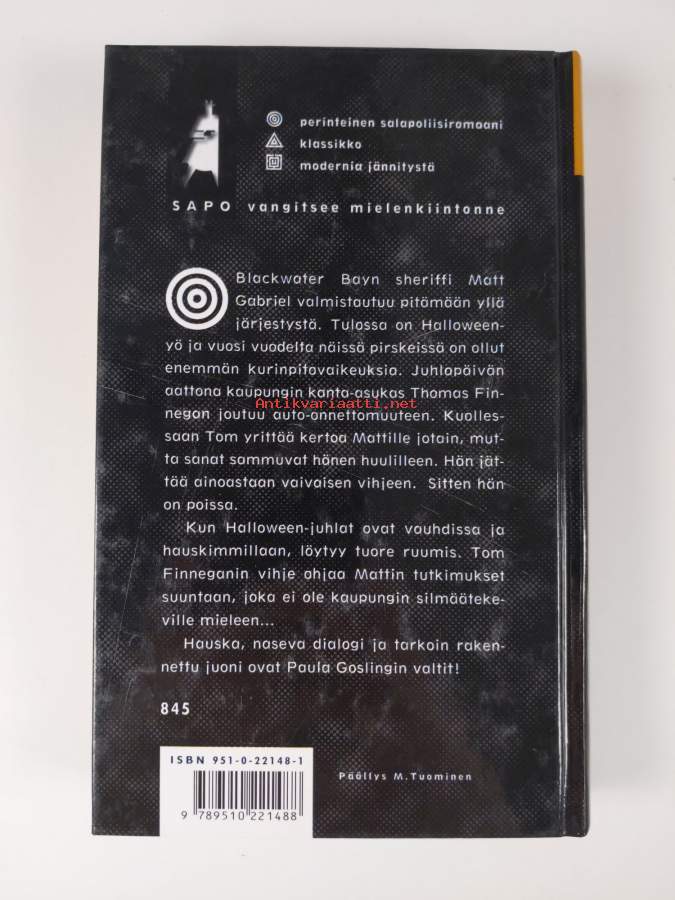 perinteinen salapoliisiromaani
klassikko
modernia jännitystä
SAPO vangitsee mielenkiintonne
Blackwater Bayn sheriffi Matt
Gabriel valmistautuu pitämään yllä
järjestystä. Tulossa on Halloween-
yö ja vuosi vuodelta näissä pirskeissä on ollut
enemmän kurinpitovaikeuksia. Juhlapäivän
aattona kaupungin kanta-asukas Thomas Fin-
negan joutuu auto-onnettomuuteen. Kuolles-
Antikvariaatti.net
saan Tom yrittää kertoa Mattille jotain, mut-
ta sanat sammuvat hänen huulilleen. Hän jät-
tää ainoastaan vaivaisen vihjeen. Sitten hän
on poissa.
Kun Halloween-juhlat ovat vauhdissa ja
hauskimmillaan, löytyy tuore ruumis. Tom
Finneganin vihje ohjaa Mattin tutkimukset
suuntaan, joka ei ole kaupungin silmääteke-
ville mieleen...
Hauska, naseva dialogi ja tarkoin raken-
nettu juoni ovat Paula Goslingin valtit!
845
ISBN 951-0-22148-1
9 789510 221488
Päällys M.Tuominen